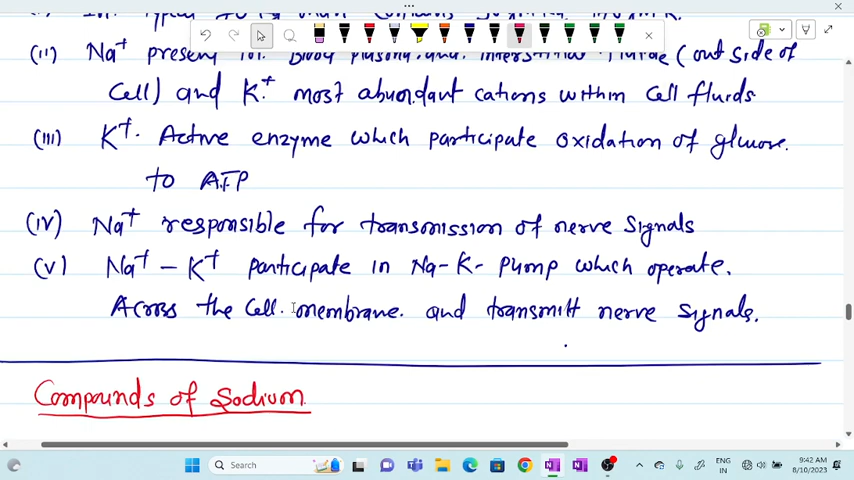 (ii) Na+ present in Blood plasma and interstitial (out side of
Cell) and K+ most abundant cations within Cell fluids
(iii) K+ Active enzyme which participate oxidation of glucose.
to ATP
(iv) Na+ responsible for transmission of nerve signals
(v) Na+ – K+ participate in Na-K- pump which operate.
Across the Cell membrane. and transmitt nerve signals.
Compounds of Sodium
Search
ENG
IN
9:42 AM
8/10/2023